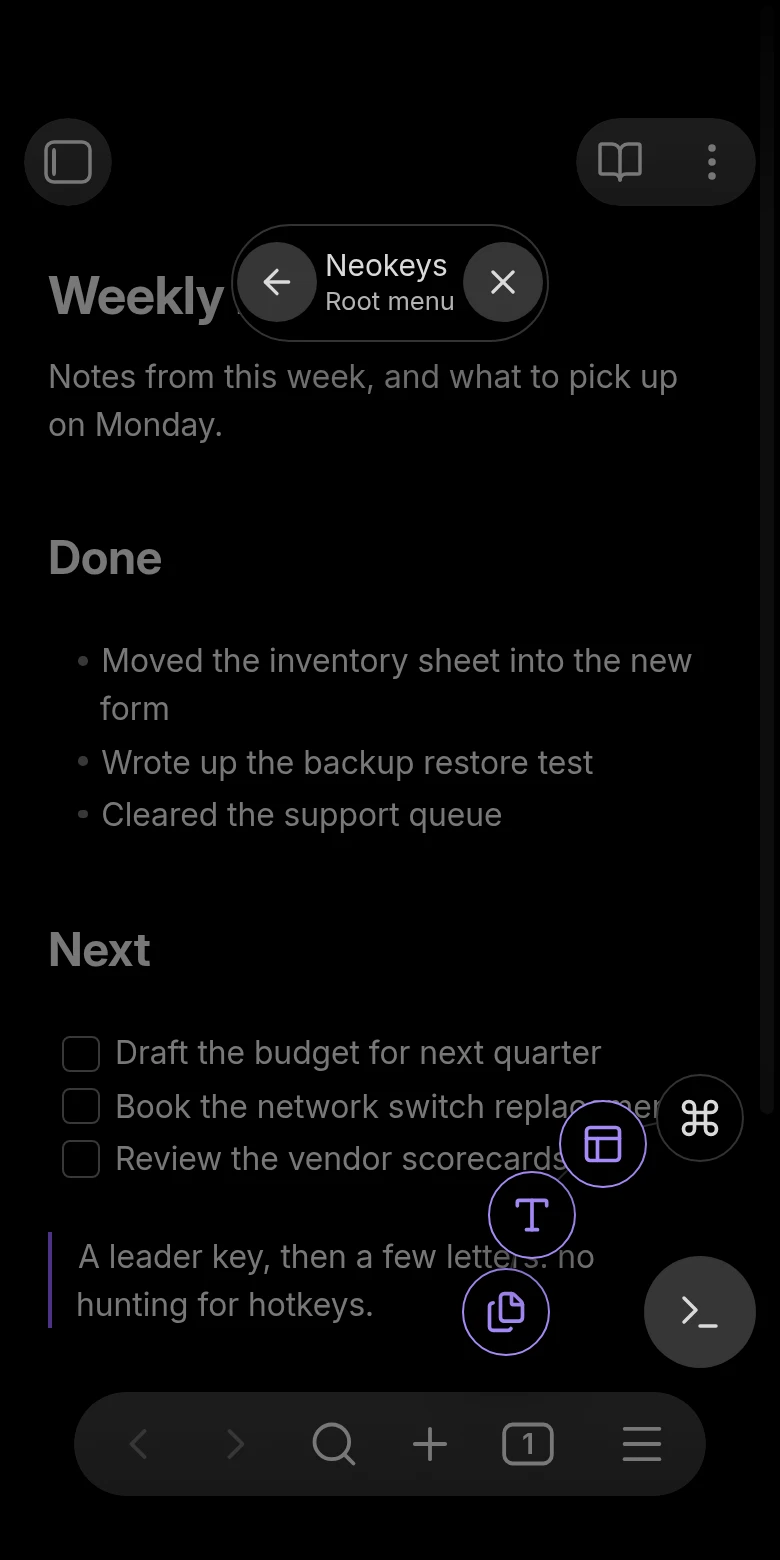 Neokeys
Root menu
Weekly
Notes from this week, and what to pick up
on Monday.
Done
Moved the inventory sheet into the new
form
Wrote up the backup restore test
Cleared the support queue
Next
Draft the budget for next quarter
Book the network switch
Review the vendor scorecards
A leader key, then a few letters: no
hunting for hotkeys.
1